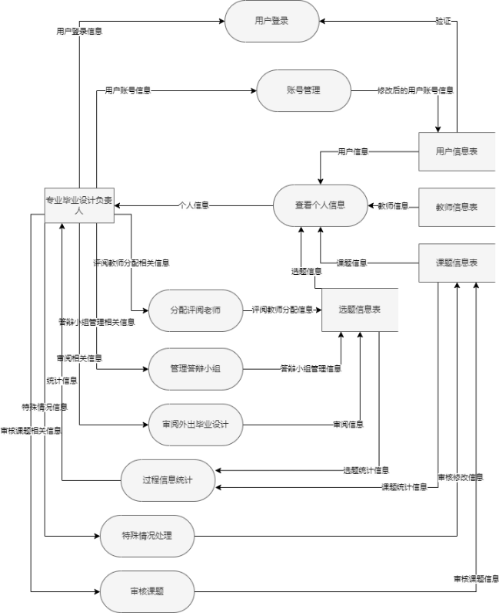 用户登录
用户登录信息
验证
账号管理
用户账号信息
修改后的用户账号信息
用户信息
用户信息表
专业毕业设计负责
人
个人信息
查看个人信息
教师信息
教师信息表
课题信息
课题信息表
选题信息
评阅教师分配相关信息
分配评阅老师
评阅教师分配信息
选题信息表
答辩小组管理相关信息
审阅相关信息
管理答辩小组
答辩小组管理信息
统计信息
特殊情况信息
审阅外出毕业设计
审阅信息
审核课题相关信息
选题统计信息
过程信息统计
课题统计信息
审核修改信息
特殊情况处理
审核课题
审核课题信息